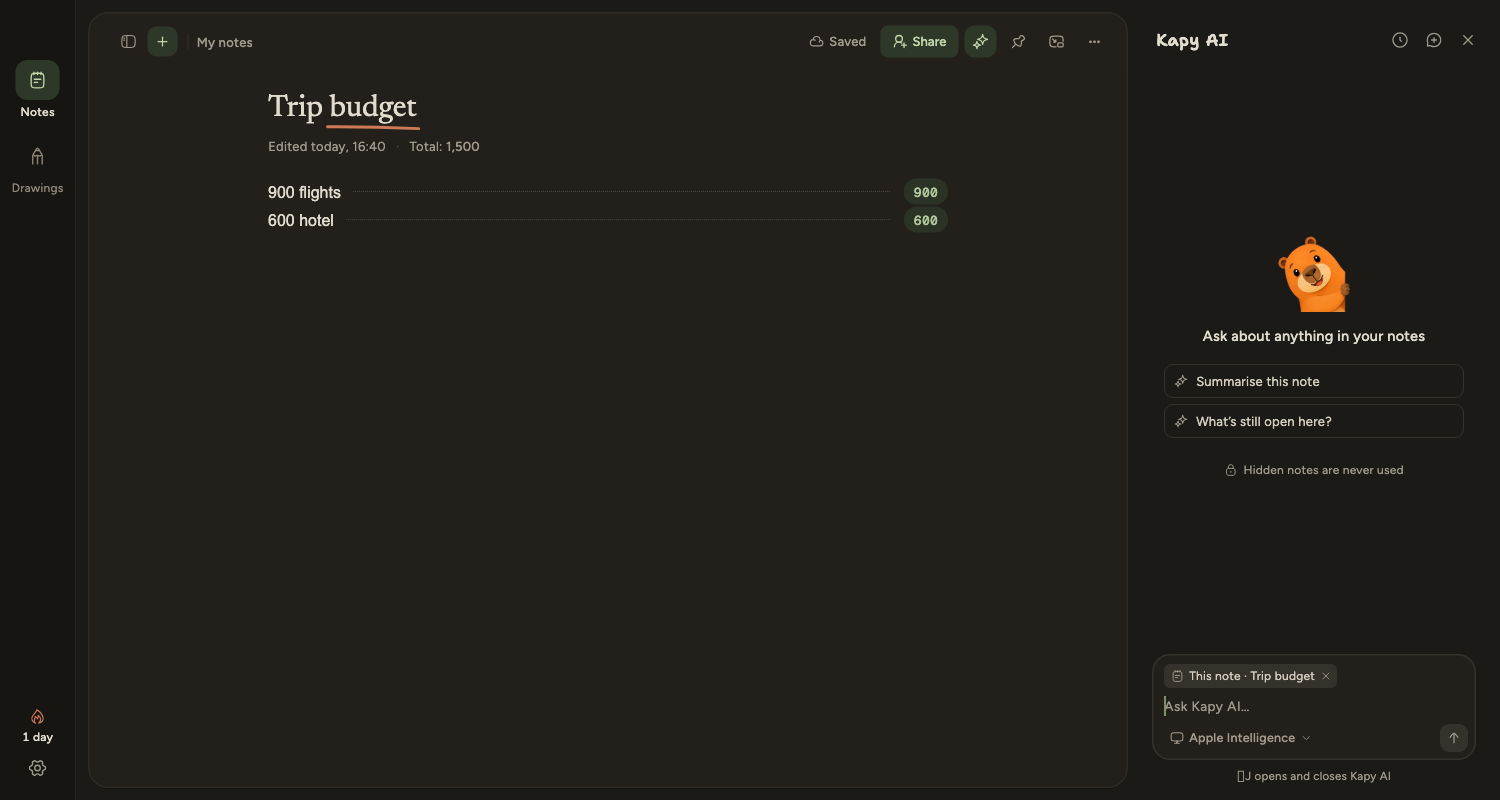 My notes
Saved
Share
Kapy AI
Notes
Drawings
Trip budget
Edited today, 16:40 · Total: 1,500
900 flights 900
600 hotel 600
Ask about anything in your notes
Summarise this note
What's still open here?
Hidden notes are never used
This note · Trip budget
Ask Kapy AI...
Apple Intelligence
J opens and closes Kapy AI
1 day